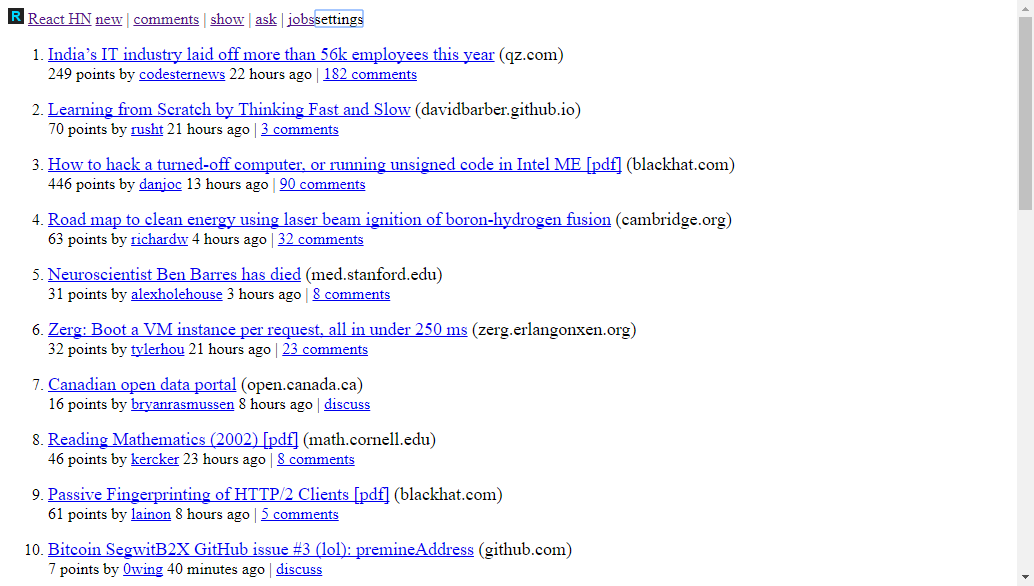 R React HN new | comments | show | ask | jobs settings
1. India’s IT industry laid off more than 56k employees this year (qz.com)
249 points by codesternews 22 hours ago | 182 comments
2. Learning from Scratch by Thinking Fast and Slow (davidbarber.github.io)
70 points by rusht 21 hours ago | 3 comments
3. How to hack a turned-off computer, or running unsigned code in Intel ME [pdf] (blackhat.com)
446 points by danjoc 13 hours ago | 90 comments
4. Road map to clean energy using laser beam ignition of boron-hydrogen fusion (cambridge.org)
63 points by richardw 4 hours ago | 32 comments
5. Neuroscientist Ben Barres has died (med.stanford.edu)
31 points by alexholehouse 3 hours ago | 8 comments
6. Zerg: Boot a VM instance per request, all in under 250 ms (zerg.erlangonxen.org)
32 points by tylerhou 21 hours ago | 23 comments
7. Canadian open data portal (open.canada.ca)
16 points by bryanrasmussen 8 hours ago | discuss
8. Reading Mathematics (2002) [pdf] (math.cornell.edu)
46 points by kercker 23 hours ago | 8 comments
9. Passive Fingerprinting of HTTP/2 Clients [pdf] (blackhat.com)
61 points by lainon 8 hours ago | 5 comments
10. Bitcoin SegwitB2X GitHub issue #3 (lol): premineAddress (github.com)
7 points by 0wing 40 minutes ago | discuss